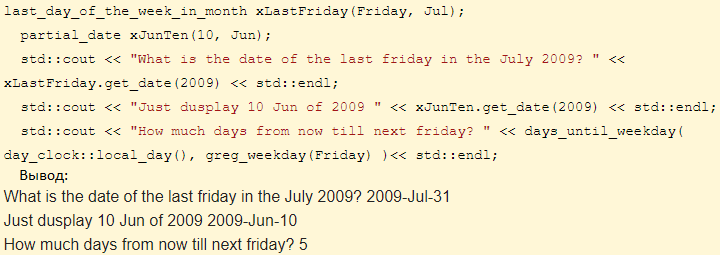 last_day_of_the_week_in_month xLastFriday(Friday, Jul);
partial_date xJunTen(10, Jun);
std::cout << "What is the date of the last friday in the July 2009? " <<
xLastFriday.get_date(2009) << std::endl;
std::cout << "Just dusplay 10 Jun of 2009 " << xJunTen.get_date(2009) << std::endl;
std::cout << "How much days from now till next friday? " << days_until_weekday(
day_clock::local_day(), greg_weekday(Friday) )<< std::endl;
Вывод:
What is the date of the last friday in the July 2009? 2009-Jul-31
Just dusplay 10 Jun of 2009 2009-Jun-10
How much days from now till next friday? 5